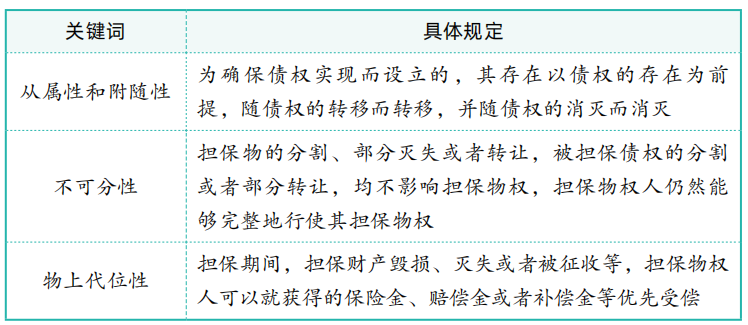 关键词 具体规定
从属性和附随性
为确保债权实现而设立的，其存在以债权的存在为前
提，随债权的转移而转移，并随债权的消灭而消灭
不可分性
担保物的分割、部分灭失或者转让，被担保债权的分割
或者部分转让，均不影响担保物权，担保物权人仍然能
够完整地行使其担保物权
物上代位性
担保期间，担保财产毁损、灭失或者被征收等，担保物权
人可以就获得的保险金、赔偿金或者补偿金等优先受偿